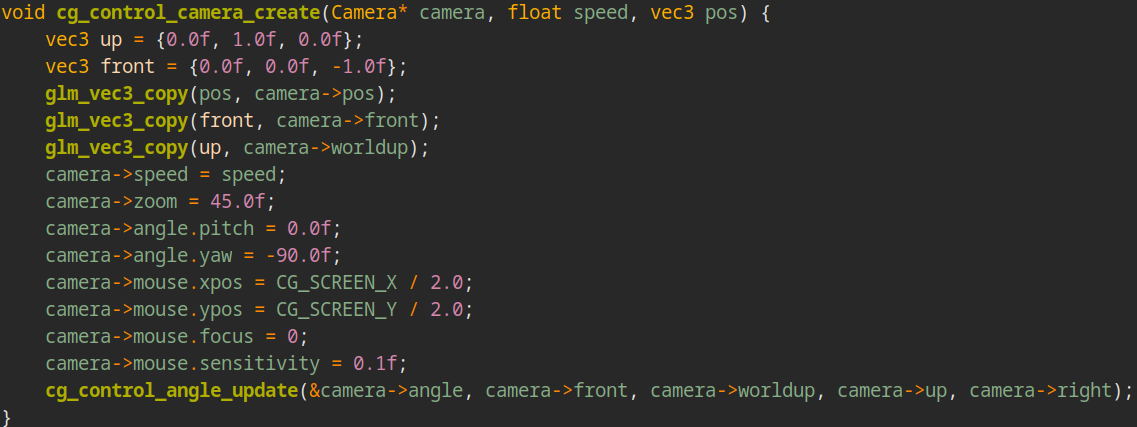 void cg_control_camera_create(Camera* camera, float speed, vec3 pos) {
    vec3 up = {0.0f, 1.0f, 0.0f};
    vec3 front = {0.0f, 0.0f, -1.0f};
    glm_vec3_copy(pos, camera->pos);
    glm_vec3_copy(front, camera->front);
    glm_vec3_copy(up, camera->worldup);
    camera->speed = speed;
    camera->zoom = 45.0f;
    camera->angle.pitch = 0.0f;
    camera->angle.yaw = -90.0f;
    camera->mouse.xpos = CG_SCREEN_X / 2.0;
    camera->mouse.ypos = CG_SCREEN_Y / 2.0;
    camera->mouse.focus = 0;
    camera->mouse.sensitivity = 0.1f;
    cg_control_angle_update(&camera->angle, camera->front, camera->worldup, camera->up, camera->right);
}